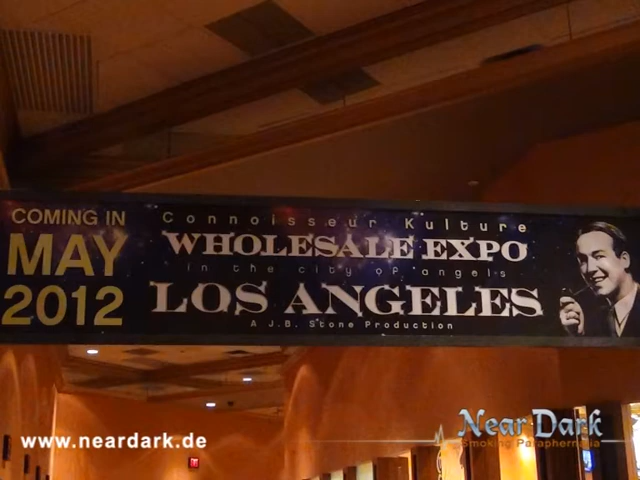 COMING IN
MAY
2012
Connoisseur Kulture
WHOLESALE EXPO
in the city of angels
LOS ANGELES
A J.B. Stone Production
www.neardark.de
Near Dark
Smoking Paraphernalia